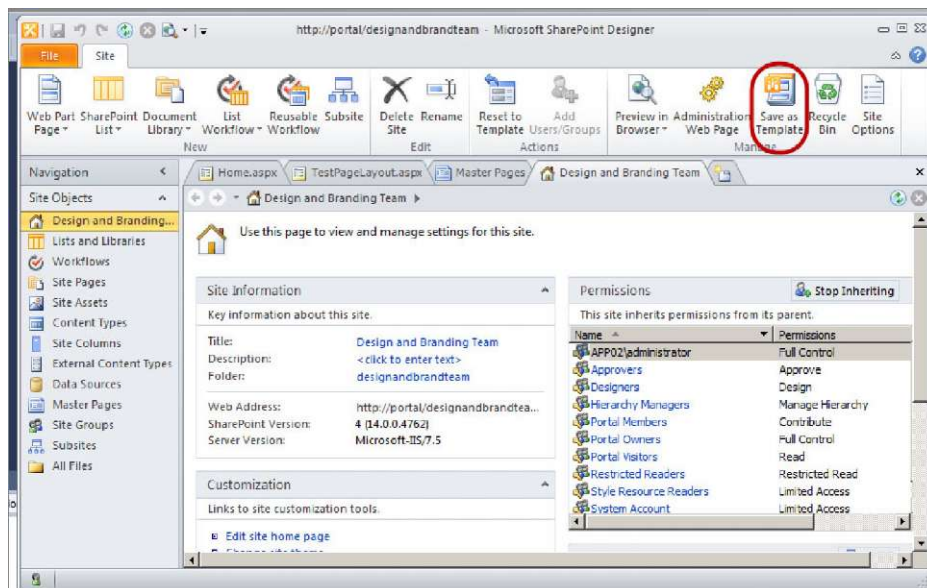 http://portal/designandbrandteam - Microsoft SharePoint Designer
File Site
Web Part Page SharePoint List Document Library List Workflow Reusable Workflow Subsite Delete Site Rename Reset to Template Add Users/Groups Preview in Browser Administration Web Page Save as Template Recycle Bin Site Options
New Edit Actions Manage
Navigation Home.aspx TestPageLayout.aspx Master Pages Design and Branding Team
Site Objects Design and Branding Team
Design and Branding...
Lists and Libraries
Workflows
Site Pages
Site Assets
Content Types
Site Columns
External Content Types
Data Sources
Master Pages
Site Groups
Subsites
All Files
Use this page to view and manage settings for this site.
Site Information
Key information about this site.
Title: Design and Branding Team
Description: <click to enter text>
Folder: designandbrandteam
Web Address: http://portal/designandbrandtea...
SharePoint Version: 4 (14.0.0.4762)
Server Version: Microsoft-IIS/7.5
Customization
Links to site customization tools.
Edit site home page
Change site theme
Permissions Stop Inheriting
This site inherits permissions from its parent.
Name Permissions
APP02\administrator Full Control
Approvers Approve
Designers Design
Hierarchy Managers Manage Hierarchy
Portal Members Contribute
Portal Owners Full Control
Portal Visitors Read
Restricted Readers Restricted Read
Style Resource Readers Limited Access
System Account Limited Access